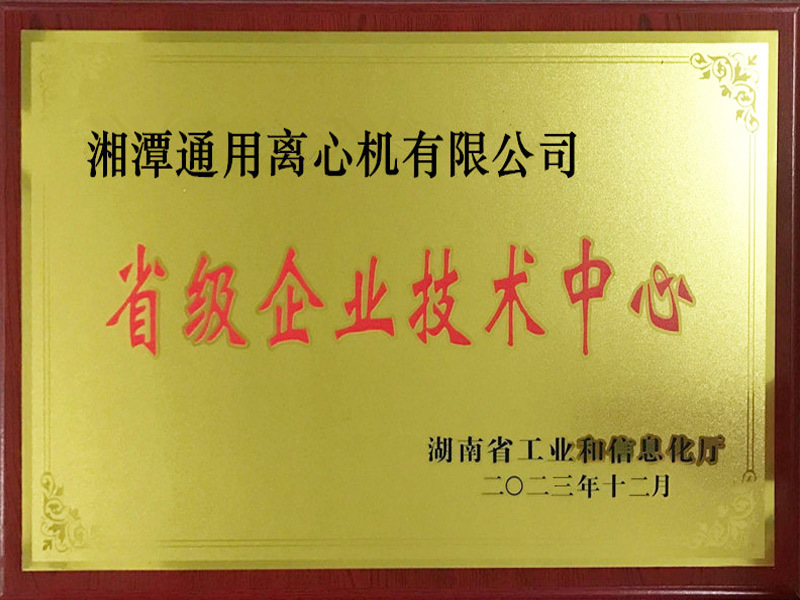 湘潭通用离心机有限公司
省级企业技术中心
湖南省工业和信息化厅
二〇二三年十二月